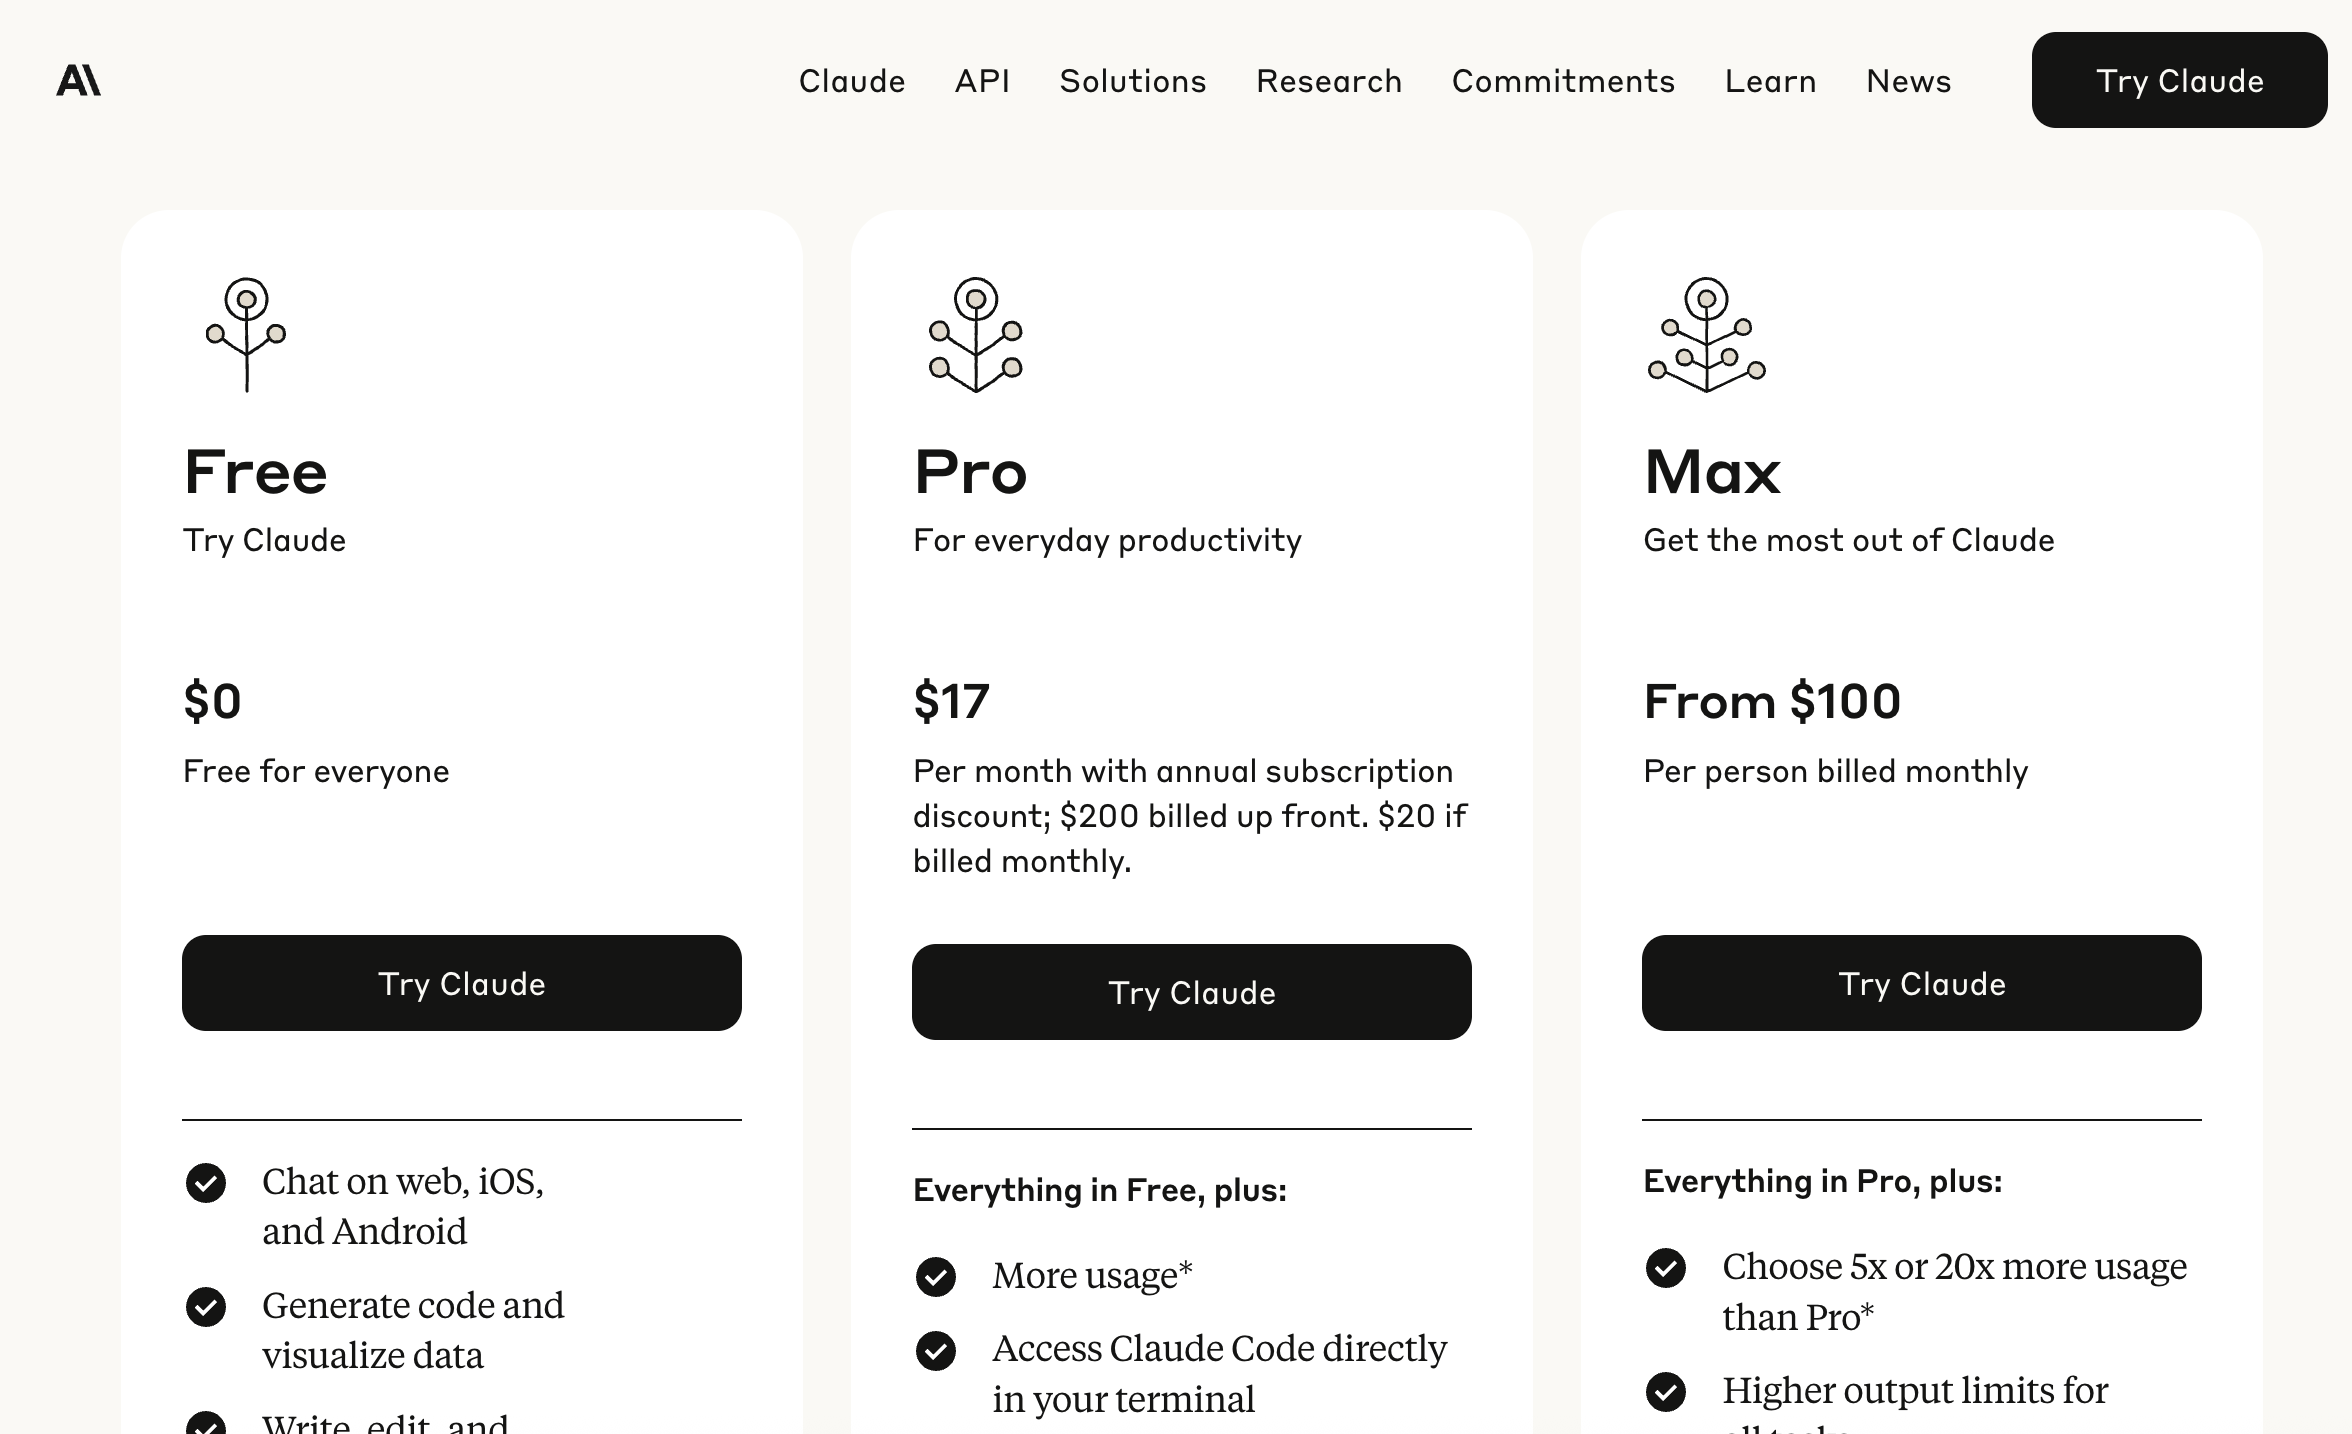 Claude API Solutions Research Commitments Learn News Try Claude
Free
Try Claude
$0
Free for everyone
Try Claude
Chat on web, iOS,
and Android
Generate code and
visualize data
Write, edit, and
Pro
For everyday productivity
$17
Per month with annual subscription
discount; $200 billed up front. $20 if
billed monthly.
Try Claude
Everything in Free, plus:
More usage*
Access Claude Code directly
in your terminal
Max
Get the most out of Claude
From $100
Per person billed monthly
Try Claude
Everything in Pro, plus:
Choose 5x or 20x more usage
than Pro*
Higher output limits for
all tasks